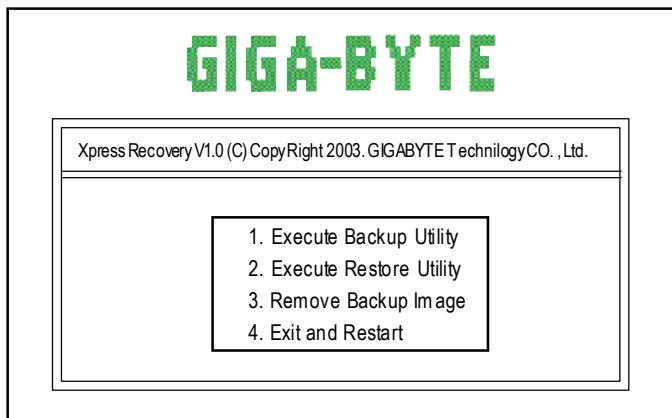 GIGA-BYTE
Xpress Recovery V1.0 (C) CopyRight 2003. GIGABYTE Technilogy CO. , Ltd.
1. Execute Backup Utility
2. Execute Restore Utility
3. Remove Backup Image
4. Exit and Restart